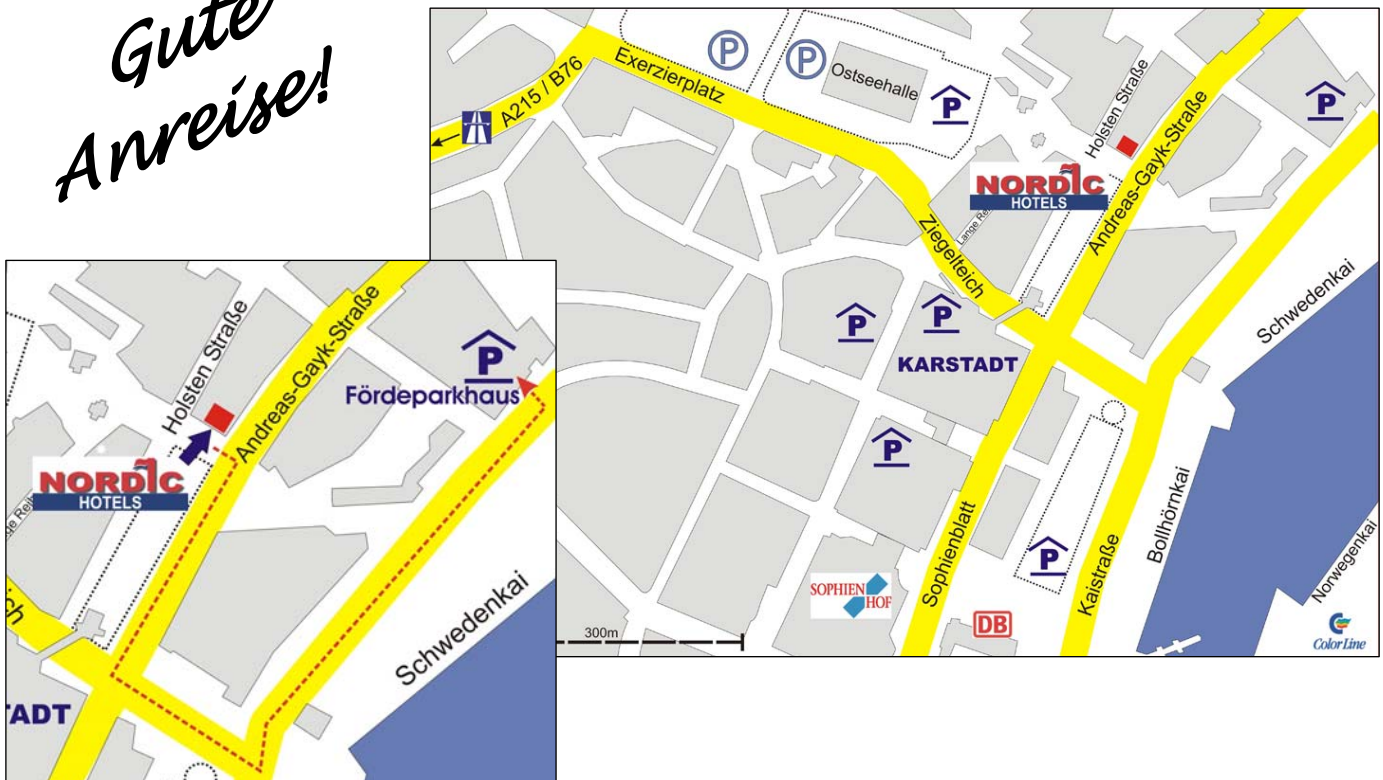 Gute
Anreise!
A215 / B76
Exerzierplatz
P
P
Ostseehalle
P
Holsten Straße
P
NORDIC
HOTELS
Andreas-Gayk-Straße
Ziegelteich
Schwedenkai
P
P
KARSTADT
P
Sophienblatt
P
Bollhörnkai
Kaistraße
Norwegenkai
SOPHIEN
HOF
DB
300m
Color Line
Holsten Straße
Andreas-Gayk-Straße
P
Fördeparkhaus
NORDIC
HOTELS
ch
Schwedenkai
TADT